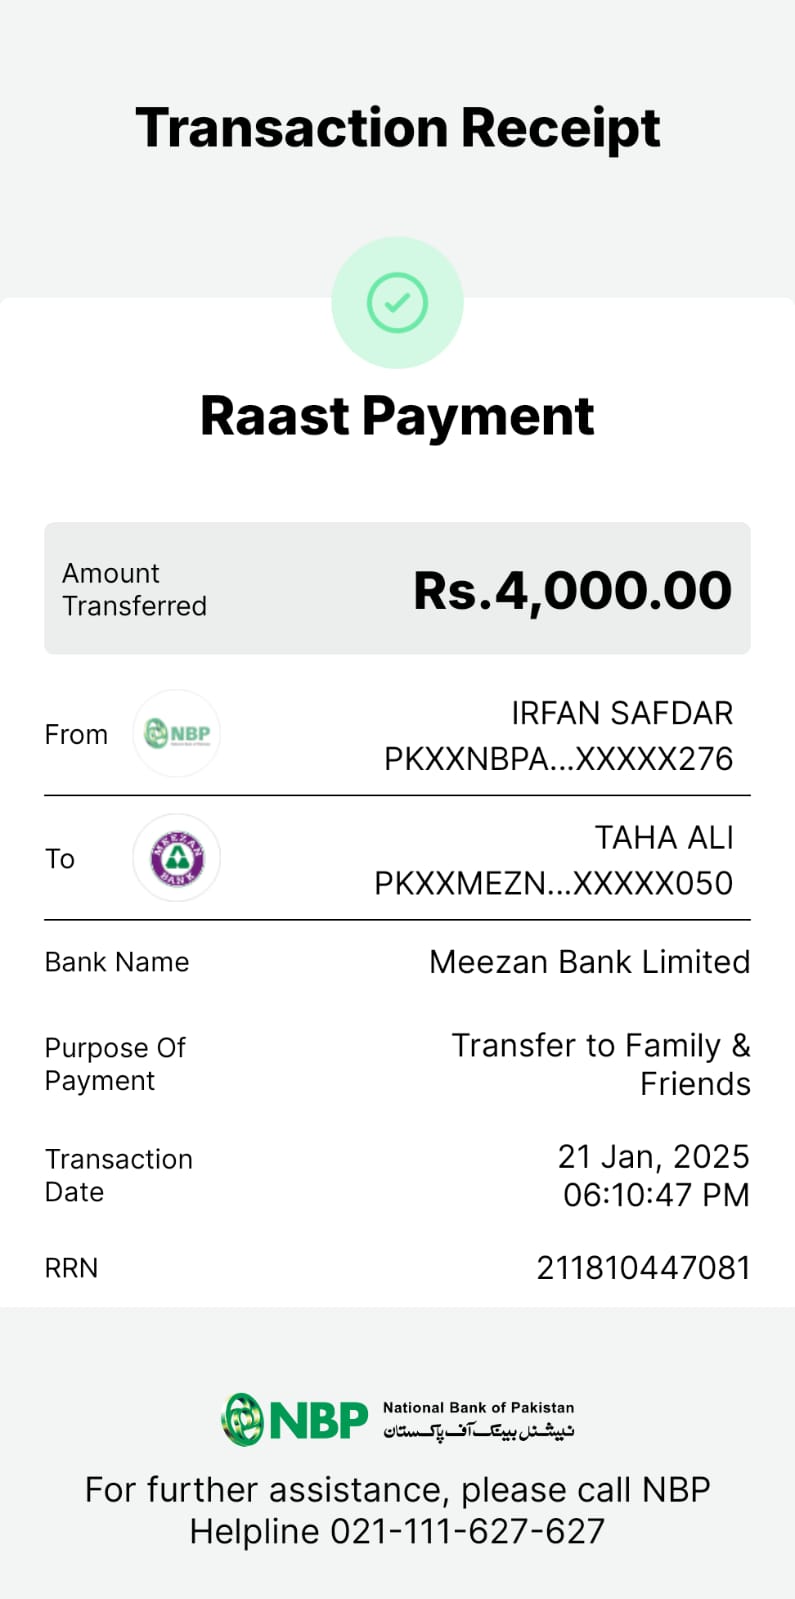 Transaction Receipt
Raast Payment
Amount
Transferred
Rs.4,000.00
From
NBP
IRFAN SAFDAR
PKXXNBPA...XXXXX276
To
MEEZAN
BANK
TAHA ALI
PKXXMEZN...XXXXX050
Bank Name
Meezan Bank Limited
Purpose Of
Payment
Transfer to Family &
Friends
Transaction
Date
21 Jan, 2025
06:10:47 PM
RRN
211810447081
NBP
National Bank of Pakistan
نیشنل بینک آف پاکستان
For further assistance, please call NBP
Helpline 021-111-627-627